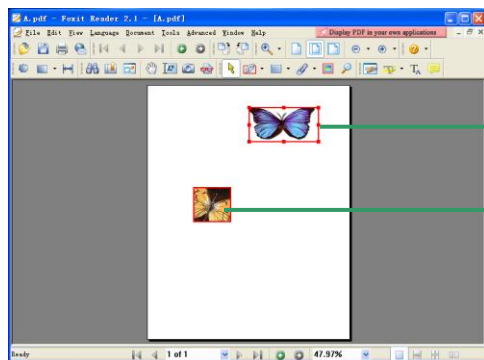 A.pdf - Foxit Reader 2.1 - [A.pdf]
File Edit View Language Document Tools Advanced Window Help
Display PDF in your own applications
Ready
1 of 1
47.97%